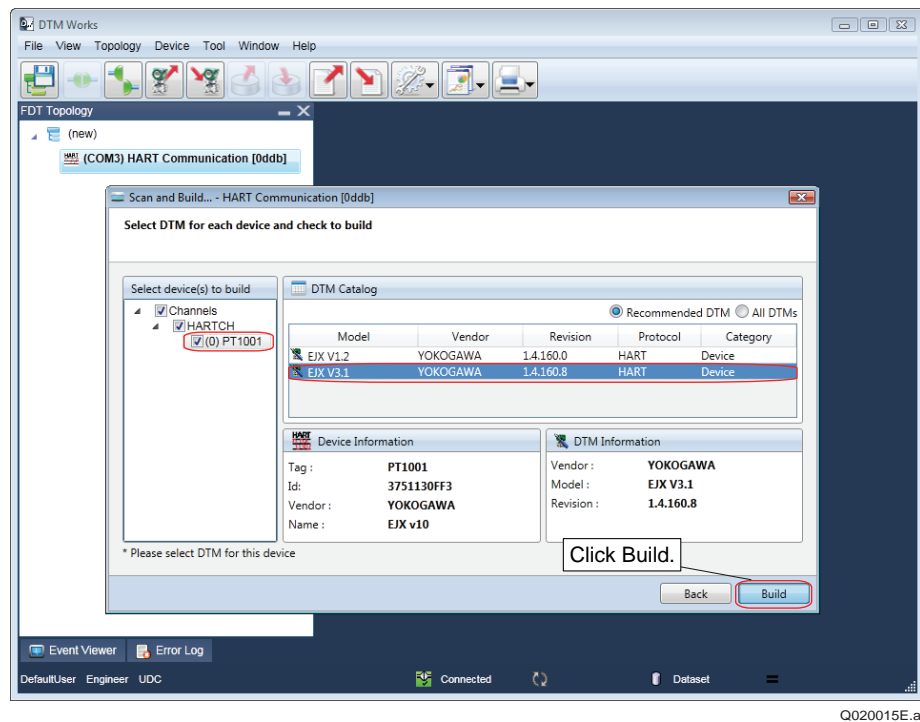 DTM Works
File View Topology Device Tool Window Help
FDT Topology
(new)
(COM3) HART Communication [0ddb]
Scan and Build... - HART Communication [0ddb]
Select DTM for each device and check to build
Select device(s) to build
Channels
HARTCH
(0) PT1001
DTM Catalog
Recommended DTM All DTMs
Model Vendor Revision Protocol Category
EJX V1.2 YOKOGAWA 1.4.160.0 HART Device
EJX V3.1 YOKOGAWA 1.4.160.8 HART Device
HART Device Information
Tag : PT1001
Id: 3751130FF3
Vendor : YOKOGAWA
Name : EJX v10
DTM Information
Vendor : YOKOGAWA
Model : EJX V3.1
Revision : 1.4.160.8
* Please select DTM for this device
Click Build.
Back Build
Event Viewer Error Log
DefaultUser Engineer UDC Connected Dataset
Q020015E.a